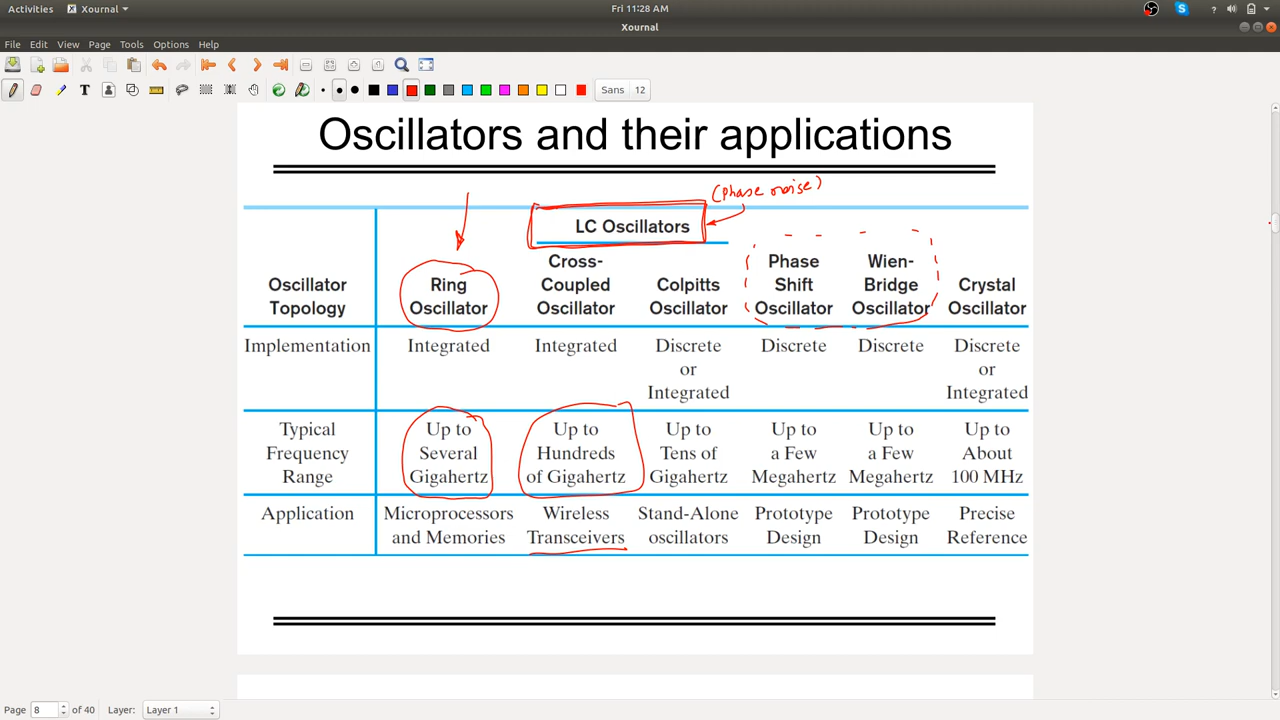 Activities Xournal Fri 11:28 AM ?
Xournal
File Edit View Page Tools Options Help
T Sans 12
Oscillators and their applications
(Phase noise)
LC Oscillators
Oscillator
Topology
Ring
Oscillator
Cross-
Coupled
Oscillator
Colpitts
Oscillator
Phase
Shift
Oscillator
Wien-
Bridge
Oscillator
Crystal
Oscillator
Implementation
Integrated
Integrated
Discrete
or
Integrated
Discrete
Discrete
Discrete
or
Integrated
Typical
Frequency
Range
Up to
Several
Gigahertz
Up to
Hundreds
of Gigahertz
Up to
Tens of
Gigahertz
Up to
a Few
Megahertz
Up to
a Few
Megahertz
Up to
About
100 MHz
Application
Microprocessors
and Memories
Wireless
Transceivers
Stand-Alone
oscillators
Prototype
Design
Prototype
Design
Precise
Reference
Page 8 of 40 Layer: Layer 1